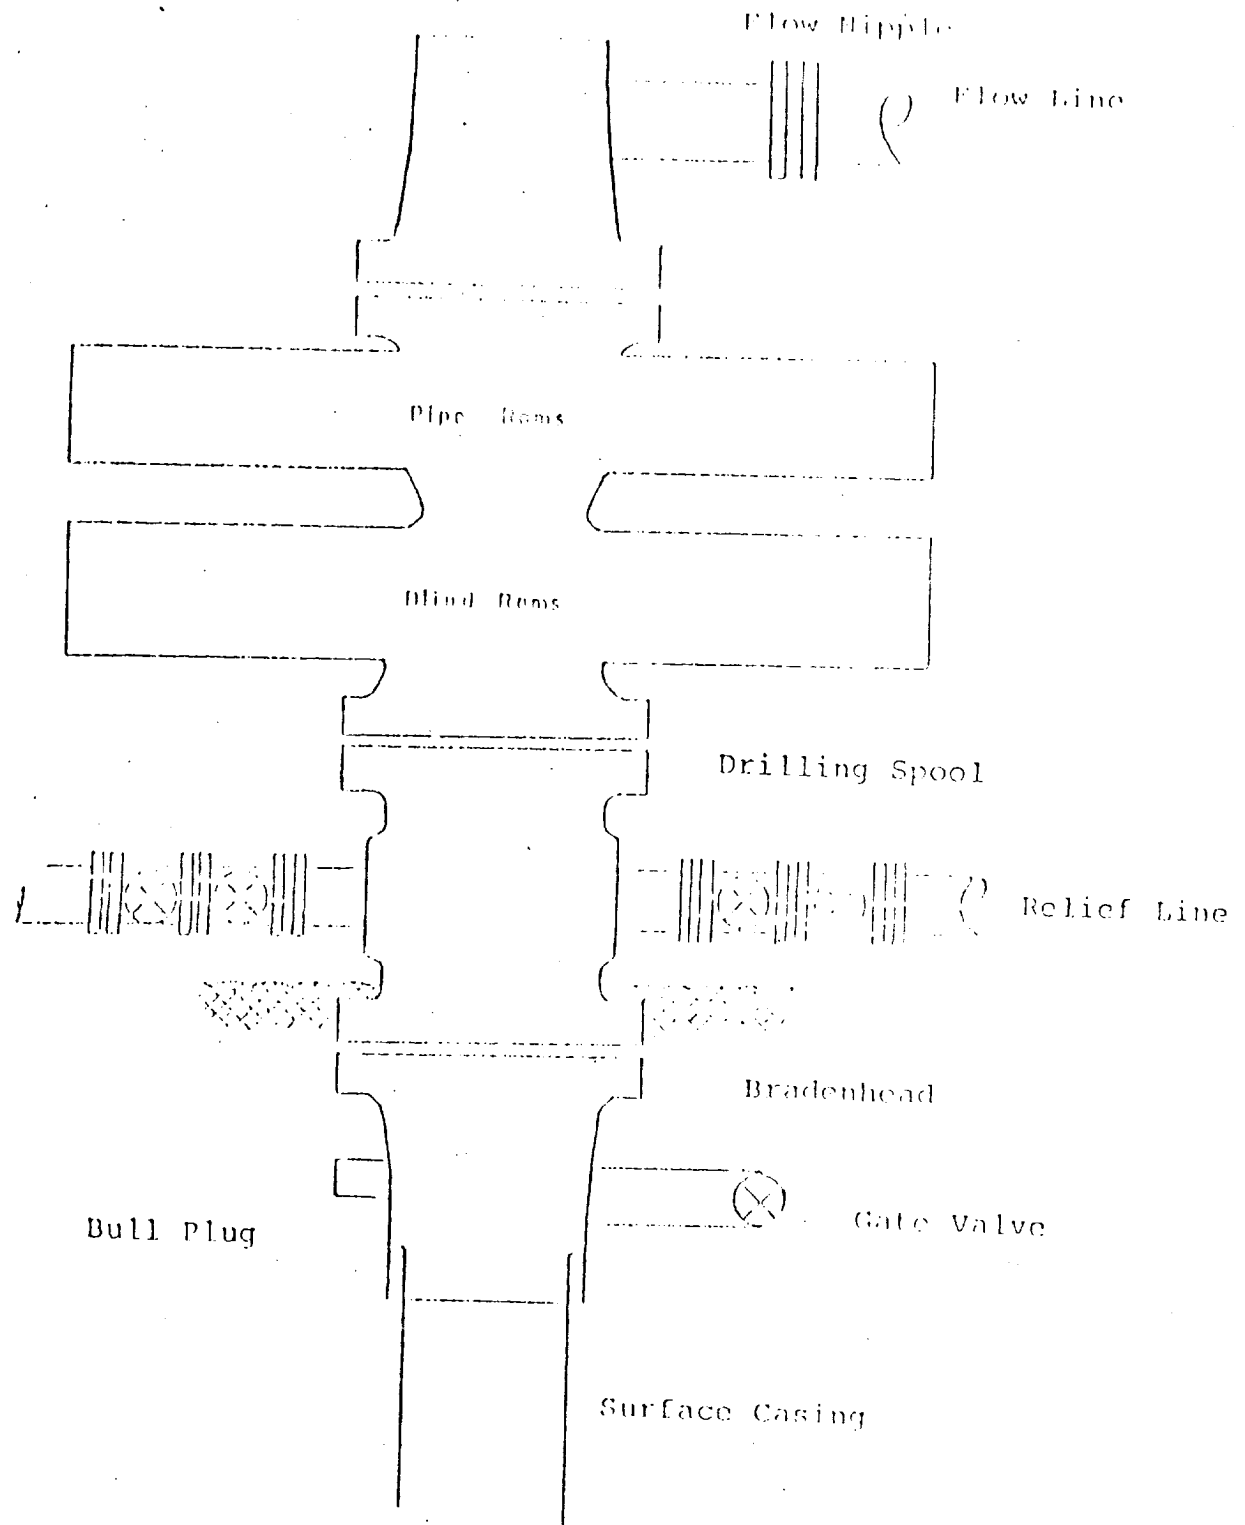 Flow Nipple
Flow Line
Pipe Rams
Blind Rams
Drilling Spool
Relief Line
Bradenhead
Bull Plug
Gate Valve
Surface Casing